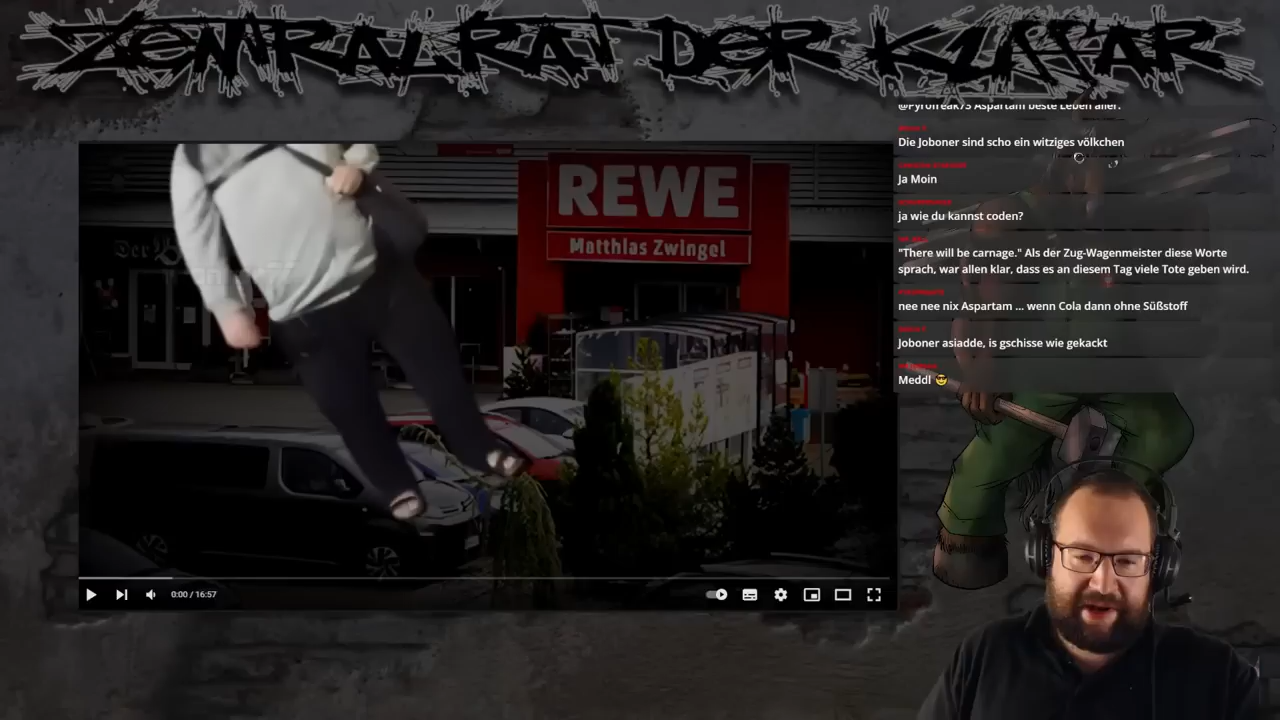 ZENTRALRAT DER KUFFAR
@Pyrofreak73 Aspartam beste Leben aller.
Die Joboner sind scho ein witziges völkchen
REWE
Ja Moin
Matthias Zwingel
ja wie du kannst coden?
Der B
"There will be carnage." Als der Zug-Wagenmeister diese Worte
sprach, war allen klar, dass es an diesem Tag viele Tote geben wird.
nee nee nix Aspartam ... wenn Cola dann ohne Süßstoff
Joboner asiadde, is gschisse wie gekackt
Meddl
0:00 / 16:57